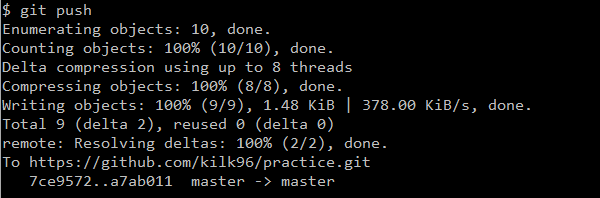 $ git push
Enumerating objects: 10, done.
Counting objects: 100% (10/10), done.
Delta compression using up to 8 threads
Compressing objects: 100% (8/8), done.
Writing objects: 100% (9/9), 1.48 KiB | 378.00 KiB/s, done.
Total 9 (delta 2), reused 0 (delta 0)
remote: Resolving deltas: 100% (2/2), done.
To https://github.com/kilk96/practice.git
   7ce9572..a7ab011  master -> master